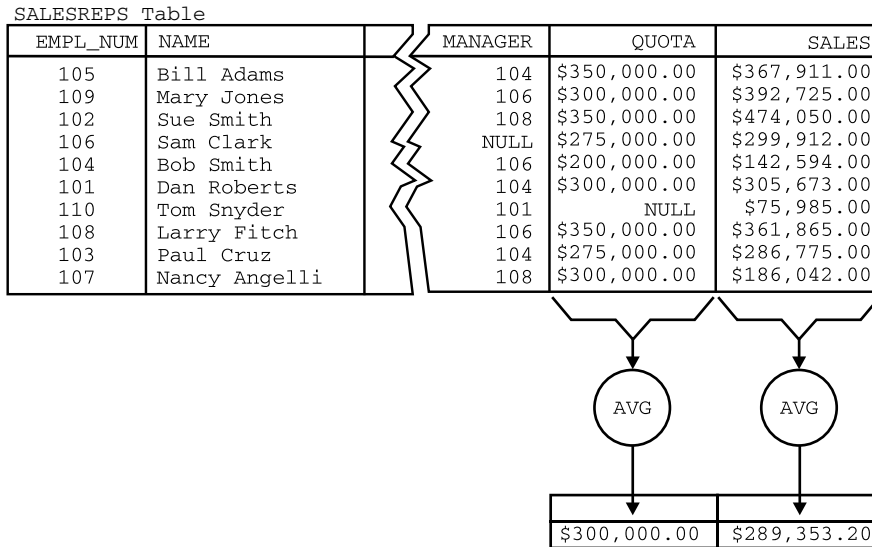 SALESREPS Table
EMPL_NUM NAME MANAGER QUOTA SALES
105 Bill Adams 104 $350,000.00 $367,911.00
109 Mary Jones 106 $300,000.00 $392,725.00
102 Sue Smith 108 $350,000.00 $474,050.00
106 Sam Clark NULL $275,000.00 $299,912.00
104 Bob Smith 106 $200,000.00 $142,594.00
101 Dan Roberts 104 $300,000.00 $305,673.00
110 Tom Snyder 101 NULL $75,985.00
108 Larry Fitch 106 $350,000.00 $361,865.00
103 Paul Cruz 104 $275,000.00 $286,775.00
107 Nancy Angelli 108 $300,000.00 $186,042.00
AVG AVG
$300,000.00 $289,353.20